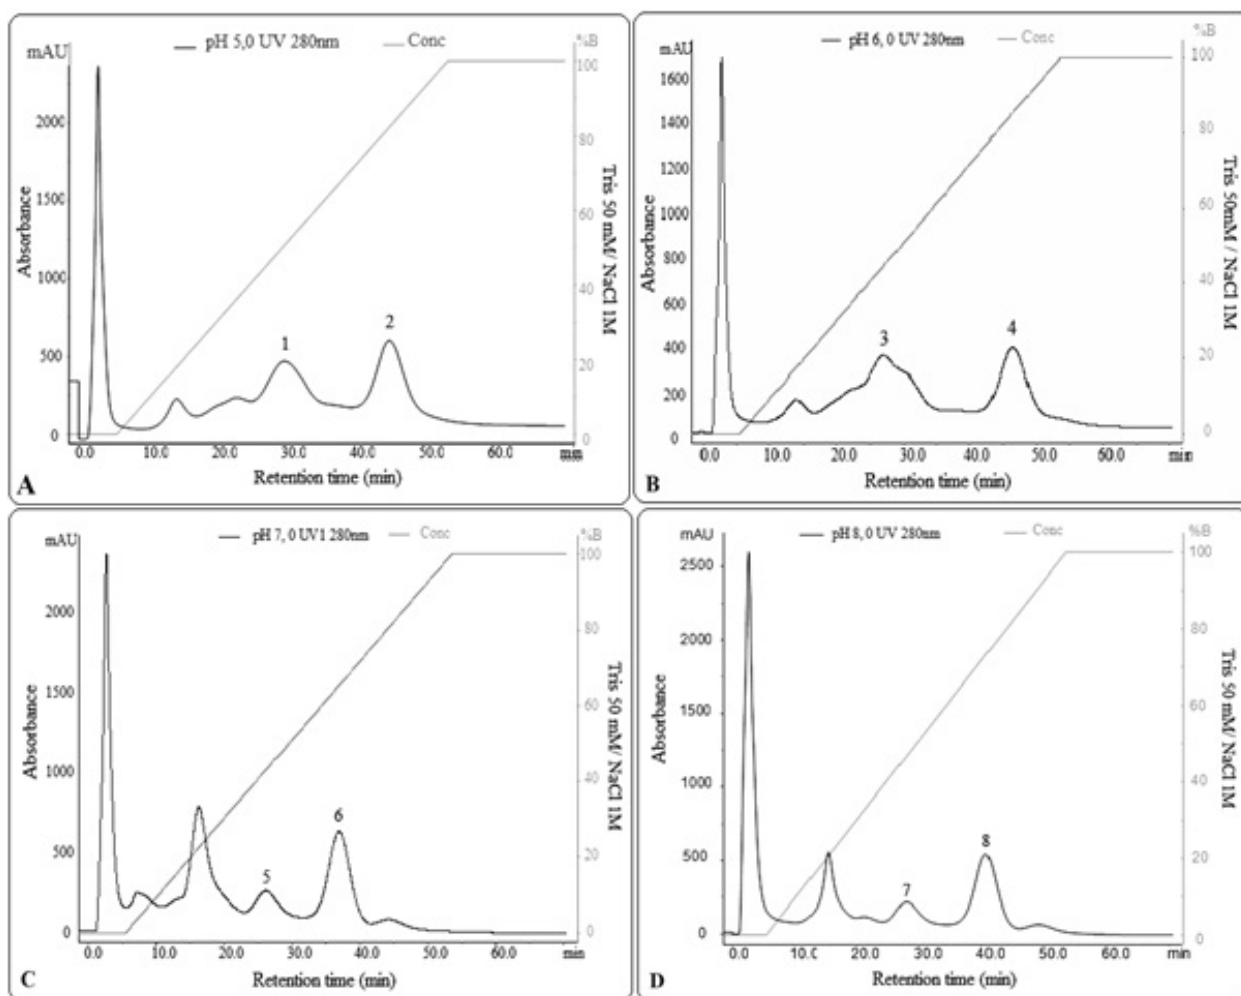 mAU
pH 5,0 UV 280nm
Conc
%B
2000
1500
1000
500
0
100
80
60
40
20
0
Absorbance
Tris 50 mM/ NaCl 1M
1
2
0.0 10.0 20.0 30.0 40.0 50.0 60.0 min
Retention time (min)
A
mAU
pH 6, 0 UV 280nm
Conc
%B
1600
1400
1200
1000
800
600
400
200
0
100
80
60
40
20
0
Absorbance
Tris 50mM / NaCl 1M
3
4
0.0 10.0 20.0 30.0 40.0 50.0 60.0 min
Retention time (min)
B
mAU
pH 7, 0 UV1 280nm
Conc
%B
2000
1500
1000
500
0
100
80
60
40
20
0
Absorbance
Tris 50 mM/ NaCl 1M
5
6
0.0 10.0 20.0 30.0 40.0 50.0 60.0 min
Retention time (min)
C
mAU
pH 8, 0 UV 280nm
Conc
%B
2500
2000
1500
1000
500
0
100
80
60
40
20
0
Absorbance
Tris 50 mM/ NaCl 1M
7
8
0.0 10.0 20.0 30.0 40.0 50.0 60.0 min
Retention time (min)
D